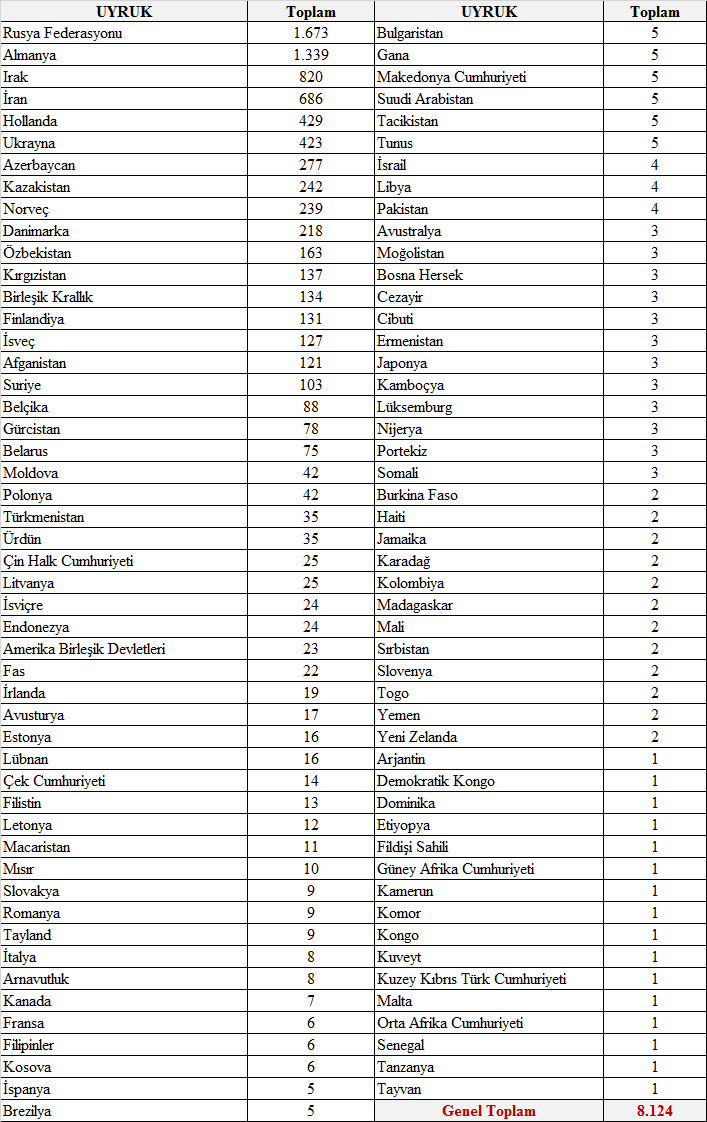 UYRUK Toplam UYRUK Toplam
Rusya Federasyonu 1.673 Bulgaristan 5
Almanya 1.339 Gana 5
Irak 820 Makedonya Cumhuriyeti 5
İran 686 Suudi Arabistan 5
Hollanda 429 Tacikistan 5
Ukrayna 423 Tunus 5
Azerbaycan 277 İsrail 4
Kazakistan 242 Libya 4
Norveç 239 Pakistan 4
Danimarka 218 Avustralya 3
Özbekistan 163 Moğolistan 3
Kırgızistan 137 Bosna Hersek 3
Birleşik Krallık 134 Cezayir 3
Finlandiya 131 Cibuti 3
İsveç 127 Ermenistan 3
Afganistan 121 Japonya 3
Suriye 103 Kamboçya 3
Belçika 88 Lüksemburg 3
Gürcistan 78 Nijerya 3
Belarus 75 Portekiz 3
Moldova 42 Somali 3
Polonya 42 Burkina Faso 2
Türkmenistan 35 Haiti 2
Ürdün 35 Jamaika 2
Çin Halk Cumhuriyeti 25 Karadağ 2
Litvanya 25 Kolombiya 2
İsviçre 24 Madagaskar 2
Endonezya 24 Mali 2
Amerika Birleşik Devletleri 23 Sırbistan 2
Fas 22 Slovenya 2
İrlanda 19 Togo 2
Avusturya 17 Yemen 2
Estonya 16 Yeni Zelanda 2
Lübnan 16 Arjantin 1
Çek Cumhuriyeti 14 Demokratik Kongo 1
Filistin 13 Dominika 1
Letonya 12 Etiyopya 1
Macaristan 11 Fildişi Sahili 1
Mısır 10 Güney Afrika Cumhuriyeti 1
Slovakya 9 Kamerun 1
Romanya 9 Komor 1
Tayland 9 Kongo 1
İtalya 8 Kuveyt 1
Arnavutluk 8 Kuzey Kıbrıs Türk Cumhuriyeti 1
Kanada 7 Malta 1
Fransa 6 Orta Afrika Cumhuriyeti 1
Filipinler 6 Senegal 1
Kosova 6 Tanzanya 1
İspanya 5 Tayvan 1
Brezilya 5 Genel Toplam 8.124